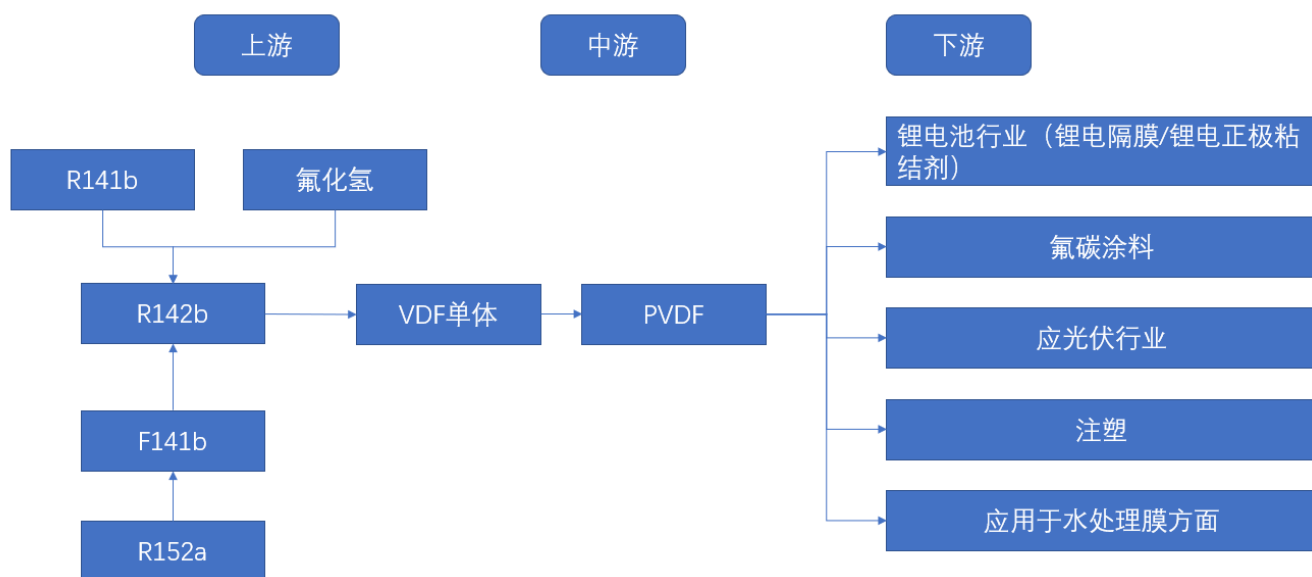 上游
中游
下游
R141b
氟化氢
R142b
F141b
R152a
VDF单体
PVDF
锂电池行业（锂电隔膜/锂电正极粘
结剂）
氟碳涂料
应光伏行业
注塑
应用于水处理膜方面